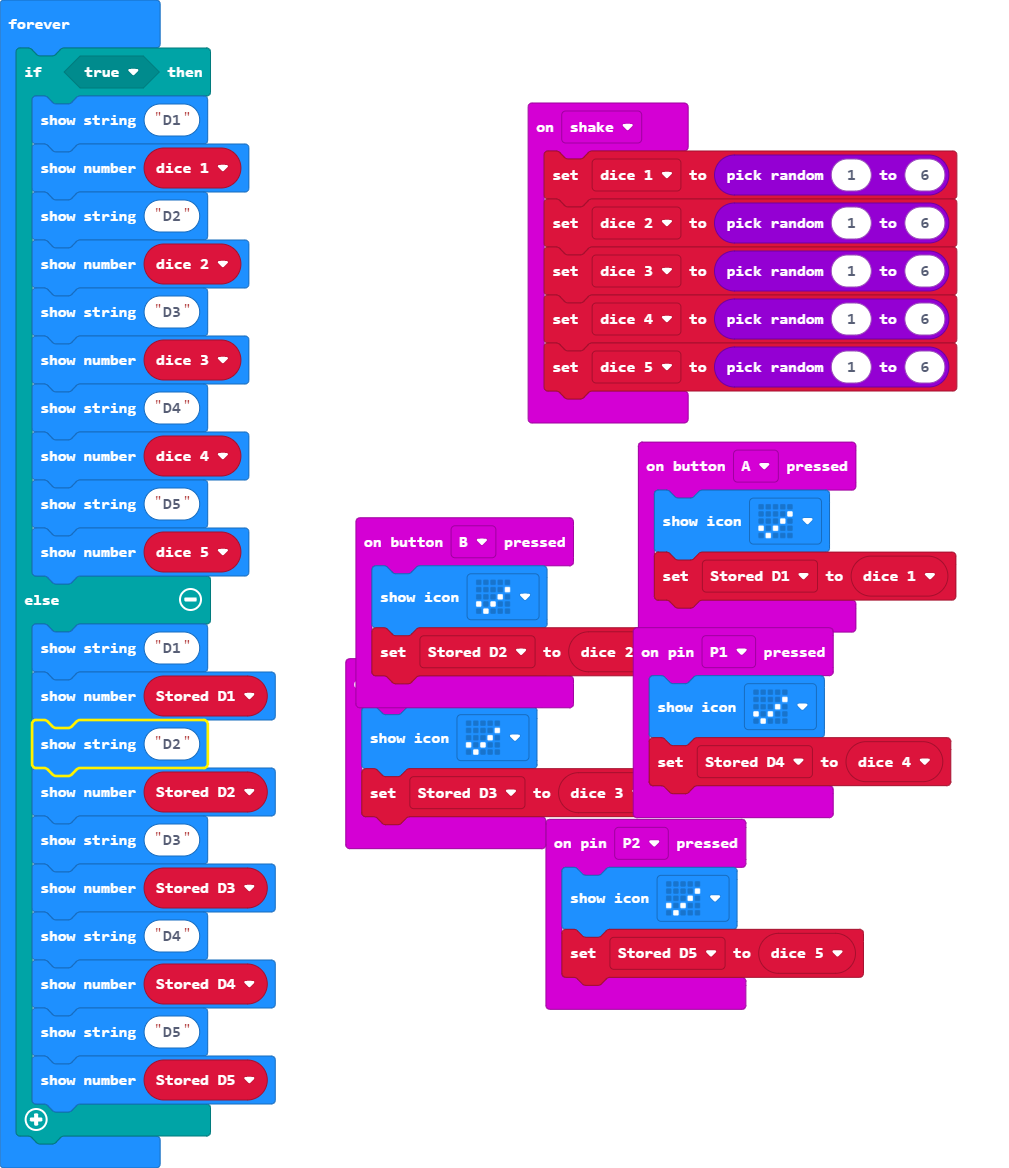 forever
if true then
show string "D1"
show number dice 1
show string "D2"
show number dice 2
show string "D3"
show number dice 3
show string "D4"
show number dice 4
show string "D5"
show number dice 5
else
show string "D1"
show number Stored D1
show string "D2"
show number Stored D2
show string "D3"
show number Stored D3
show string "D4"
show number Stored D4
show string "D5"
show number Stored D5
on shake
set dice 1 to pick random 1 to 6
set dice 2 to pick random 1 to 6
set dice 3 to pick random 1 to 6
set dice 4 to pick random 1 to 6
set dice 5 to pick random 1 to 6
on button A pressed
show icon
set Stored D1 to dice 1
on button B pressed
show icon
set Stored D2 to dice 2
show icon
set Stored D3 to dice 3
on pin P1 pressed
show icon
set Stored D4 to dice 4
on pin P2 pressed
show icon
set Stored D5 to dice 5